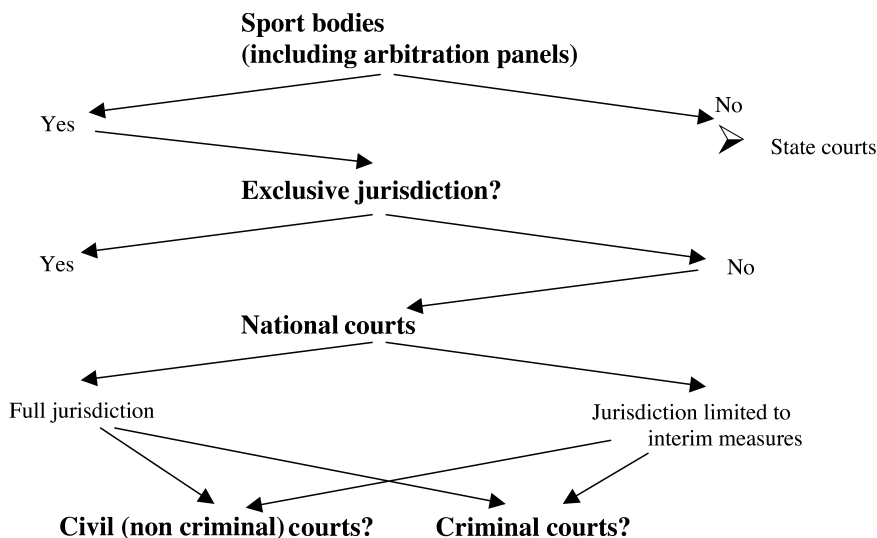 Sport bodies
(including arbitration panels)
Yes
No
State courts
Exclusive jurisdiction?
Yes
No
National courts
Full jurisdiction
Jurisdiction limited to
interim measures
Civil (non criminal) courts?
Criminal courts?